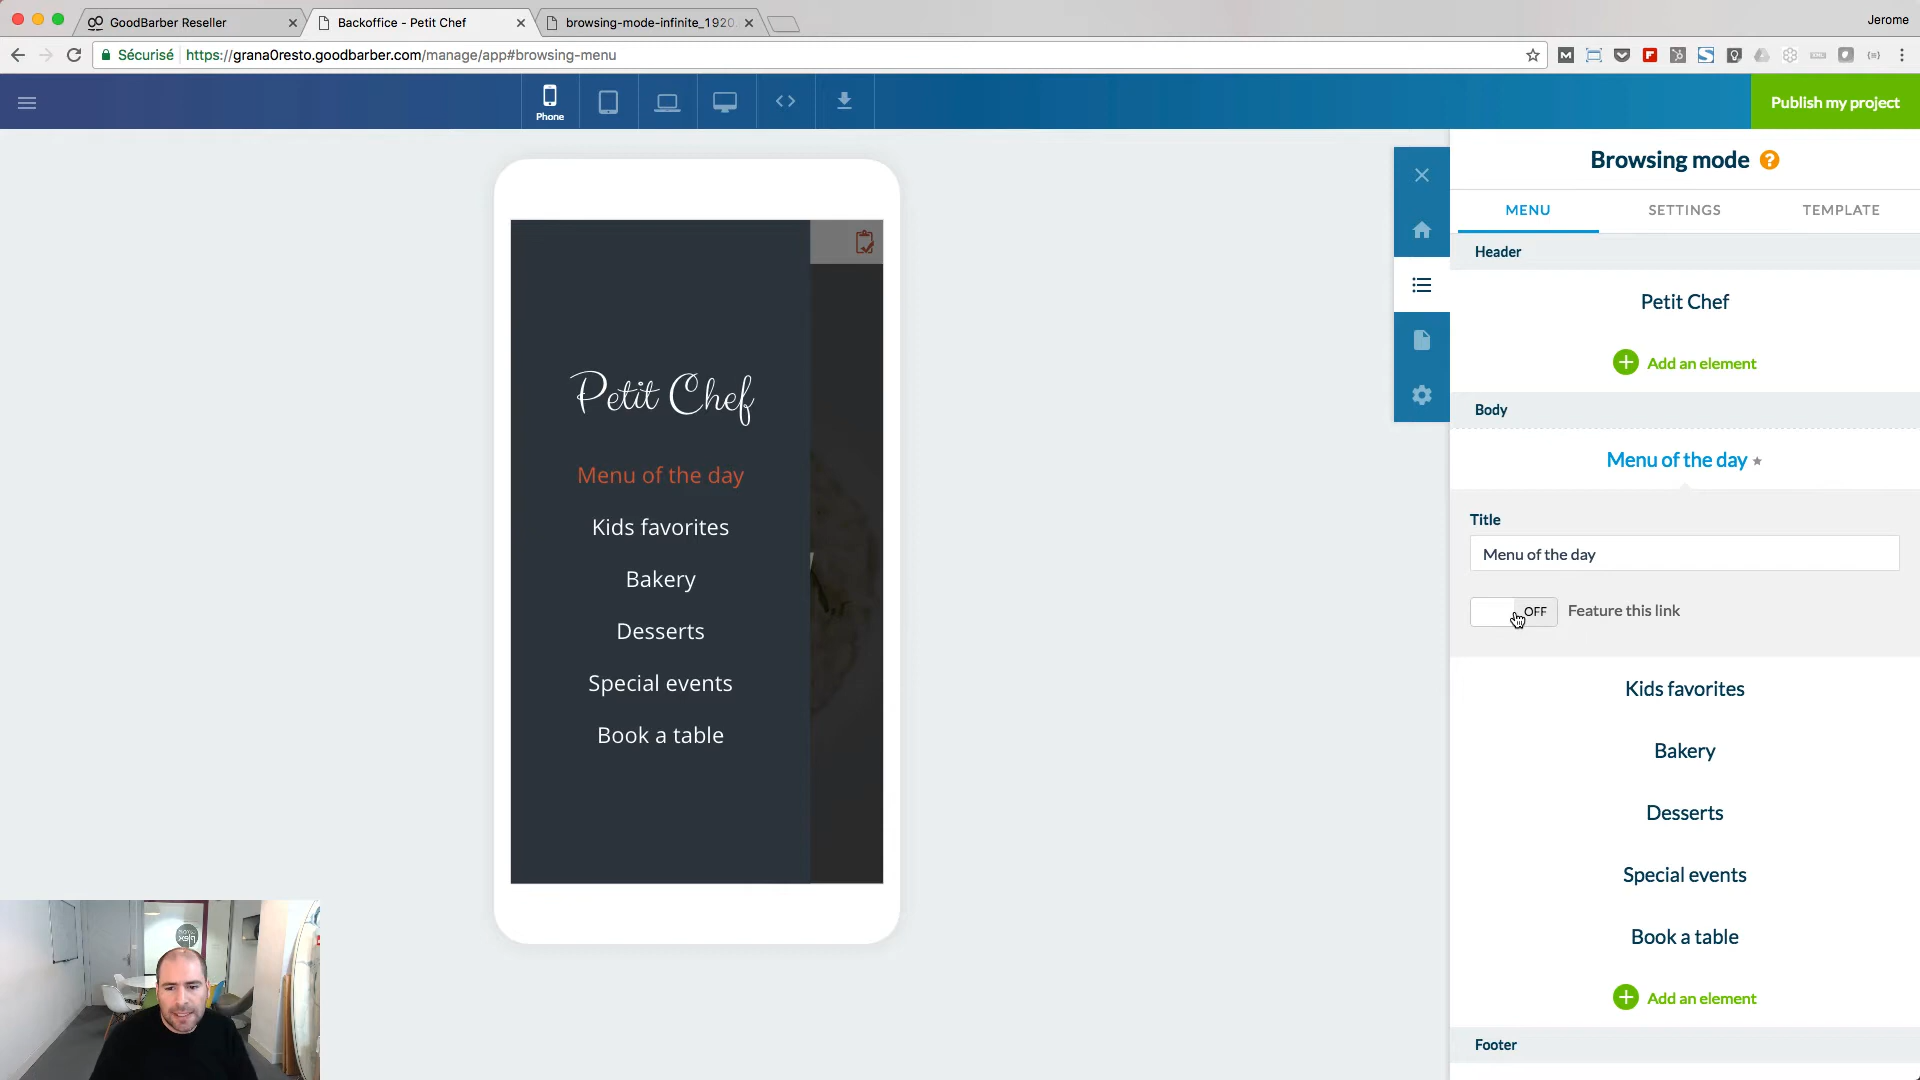 GoodBarber Reseller
Backoffice - Petit Chef
browsing-mode-infinite_1920
Jerome
Sécurisé
https://grana0resto.goodbarber.com/manage/app#browsing-menu
Phone
Publish my project
Browsing mode ?
MENU SETTINGS TEMPLATE
Header
Petit Chef
Add an element
Body
Menu of the day
Title
Menu of the day
OFF Feature this link
Kids favorites
Bakery
Desserts
Special events
Book a table
Add an element
Footer
Petit Chef
Menu of the day
Kids favorites
Bakery
Desserts
Special events
Book a table